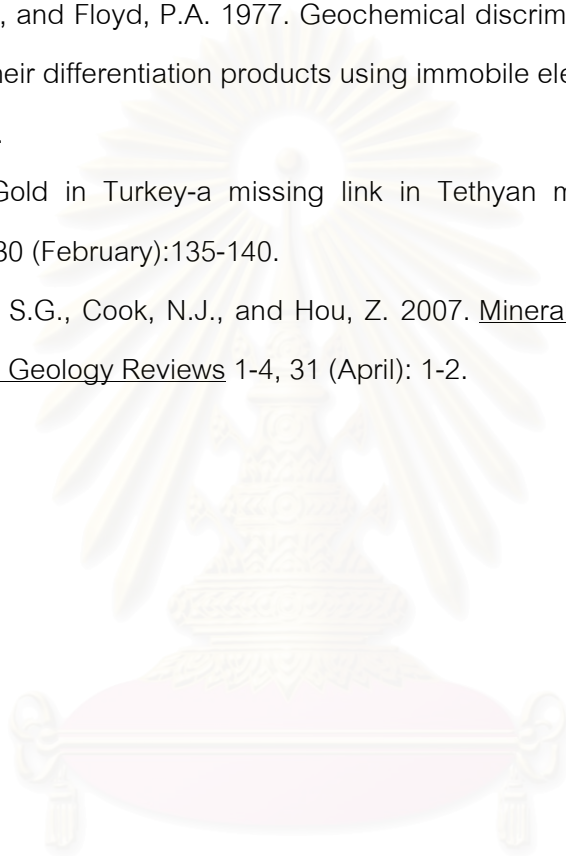 , and Floyd, P.A. 1977. Geochemical discrim
heir differentiation products using immobile ele
.
Gold in Turkey-a missing link in Tethyan m
30 (February):135-140.
S.G., Cook, N.J., and Hou, Z. 2007. Minera
Geology Reviews 1-4, 31 (April): 1-2.